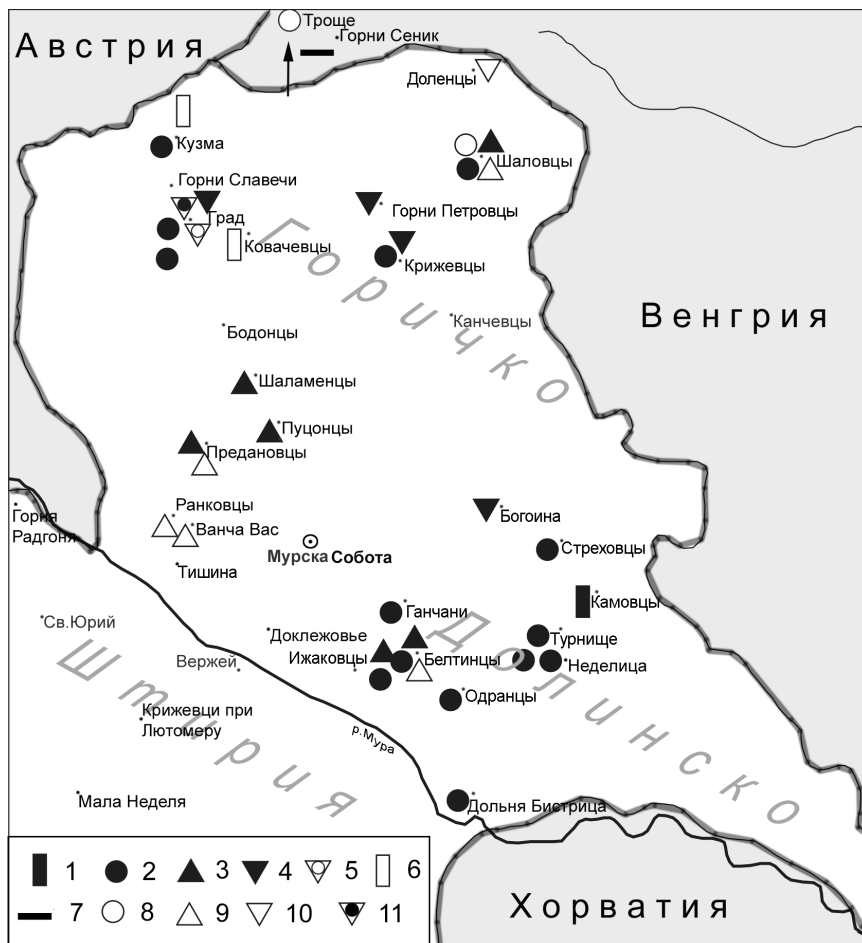 Троще
Горни Сеник
Австрия
Доленцы
Кузма
Шаловцы
Горни Славечи
Град
Горни Петровцы
Ковачевцы
Крижевцы
Горичко
Венгрия
Канчевцы
Бодонцы
Шаламенцы
Пуцонцы
Предановцы
Ранковцы
Горня
Радгоня
Ванча Вас
Богоина
Мурска Собота
Стреховцы
Тишина
Камовцы
Ганчани
Св.Юрий
Доклежовье
Турнище
Ижаковцы
Белтинцы
Неделица
Вержей
Долинско
Штирия
Одранцы
Крижевци при
Лютомеру
р.Мура
Мала Неделя
Дольня Бистрица
1 2 3 4 5 6
7 8 9 10 11
Хорватия